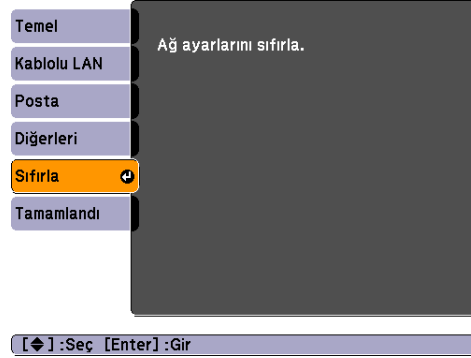 Temel
Ağ ayarlarını sıfırla.
Kablolu LAN
Posta
Diğerleri
Sıfırla
Tamamlandı
[◆]:Seç [Enter]:Gir